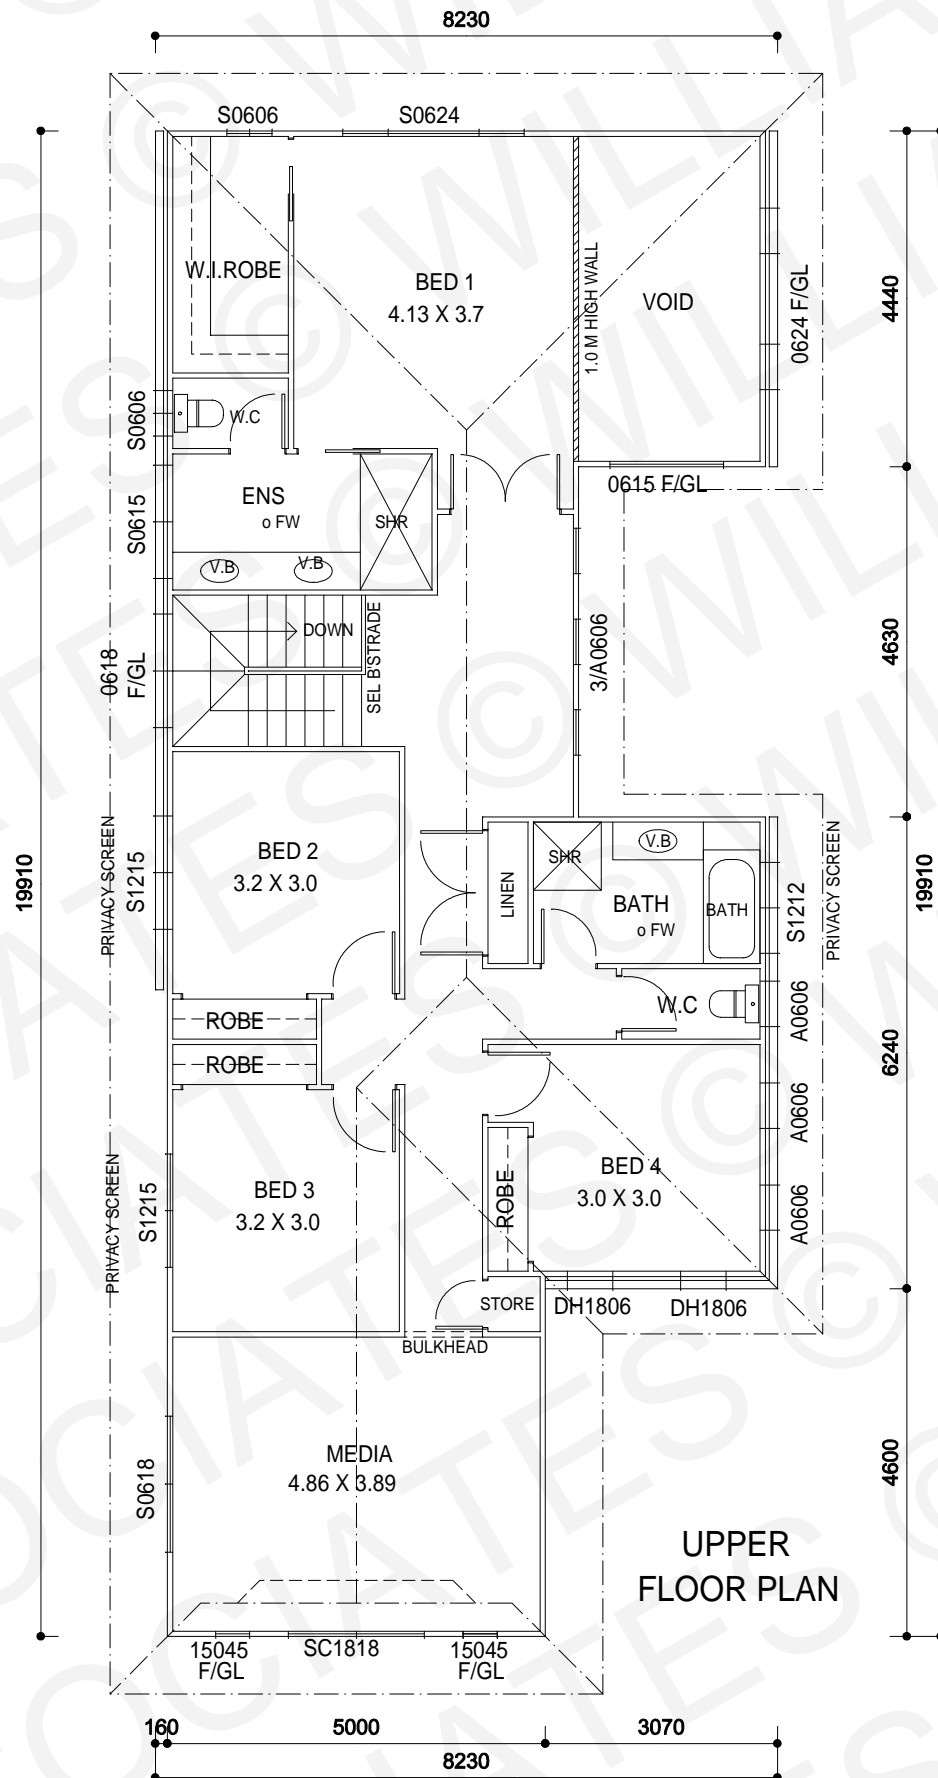 8230
S0606
S0624
W.I.ROBE
BED 1
4.13 X 3.7
1.0 M HIGH WALL
VOID
0624 F/GL
4440
S0606
W.C
0615 F/GL
ENS
o FW
SHR
S0615
V.B
V.B
DOWN
SEL B'STRADE
0618
F/GL
3/A0606
4630
PRIVACY SCREEN
S1215
BED 2
3.2 X 3.0
LINEN
SHR
V.B
BATH
o FW
BATH
S1212
PRIVACY SCREEN
19910
19910
ROBE
W.C
A0606
ROBE
6240
A0606
PRIVACY SCREEN
S1215
BED 3
3.2 X 3.0
ROBE
BED 4
3.0 X 3.0
A0606
STORE
DH1806
DH1806
BULKHEAD
S0618
MEDIA
4.86 X 3.89
4600
UPPER
FLOOR PLAN
15045
F/GL
SC1818
15045
F/GL
160
5000
3070
8230
ASSOCIATES © WILLIAMS